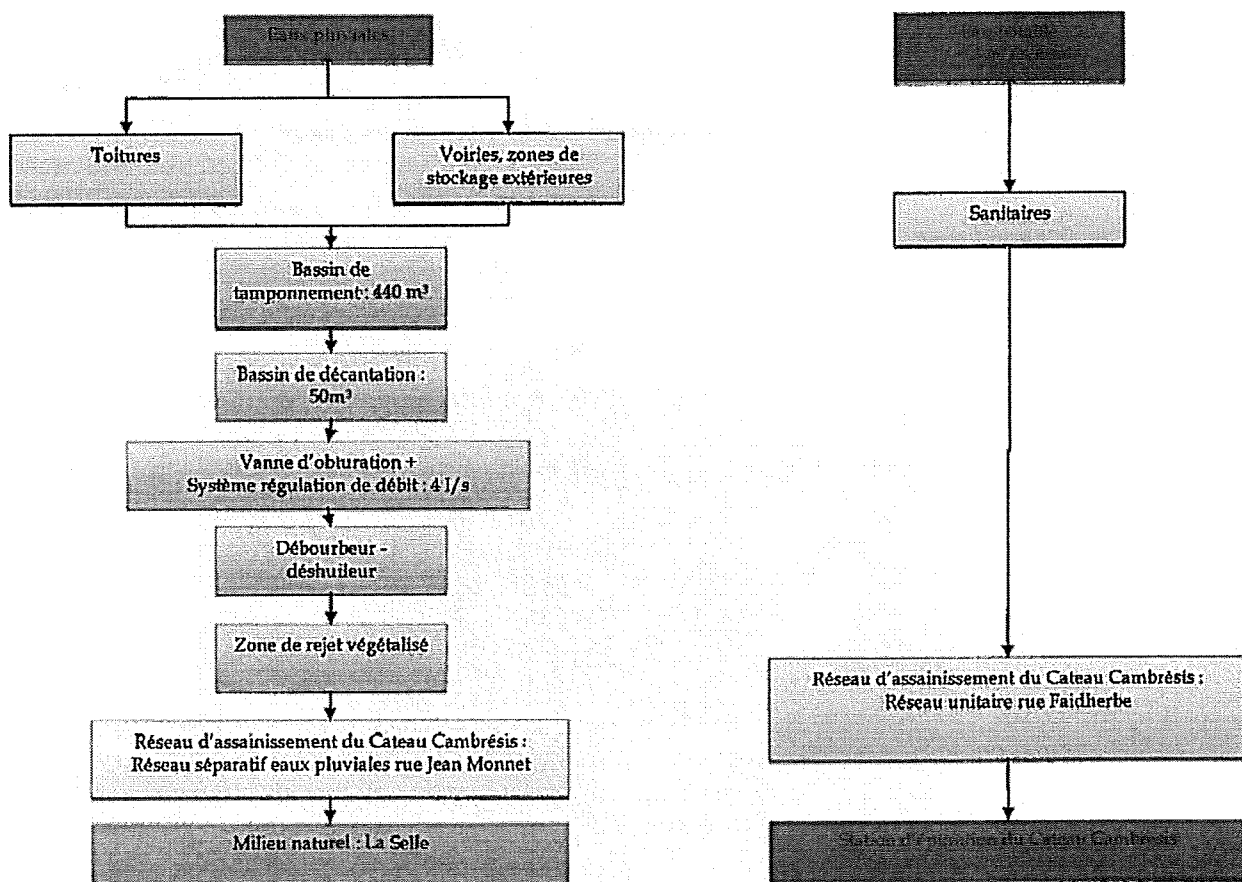 Eaux pluviales
Toitures
Voiries, zones de
stockage extérieures
Bassin de
tamponnement : 440 m³
Bassin de décantation :
50m³
Vanne d'obturation +
Système régulation de débit : 4 l/s
Débourbeur -
déshuileur
Zone de rejet végétalisé
Réseau d'assainissement du Cateau Cambrésis :
Réseau séparatif eaux pluviales rue Jean Monnet
Milieu naturel : La Selle
Sanitaires
Réseau d'assainissement du Cateau Cambrésis :
Réseau unitaire rue Faidherbe
Station d'épuration du Cateau Cambrésis